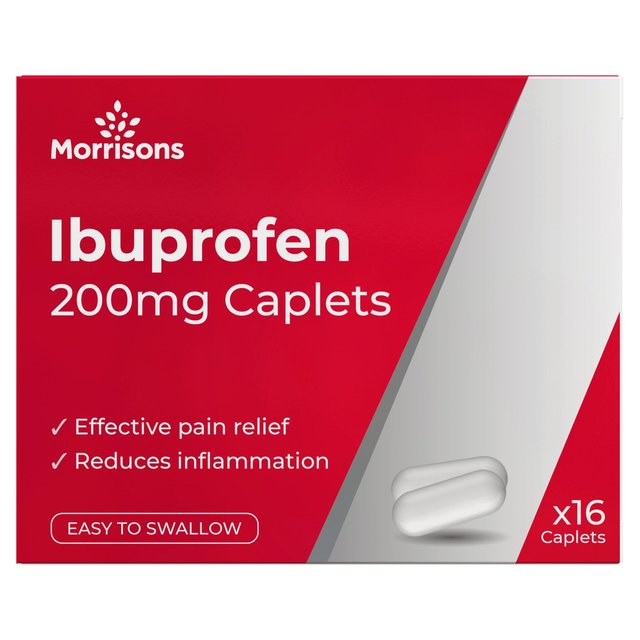 Morrisons
Ibuprofen
200mg Caplets
✓ Effective pain relief
✓ Reduces inflammation
EASY TO SWALLOW
x16
Caplets